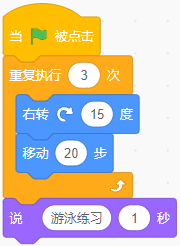 当 被点击
重复执行 3 次
右转 15 度
移动 20 步
说 游泳练习 1 秒